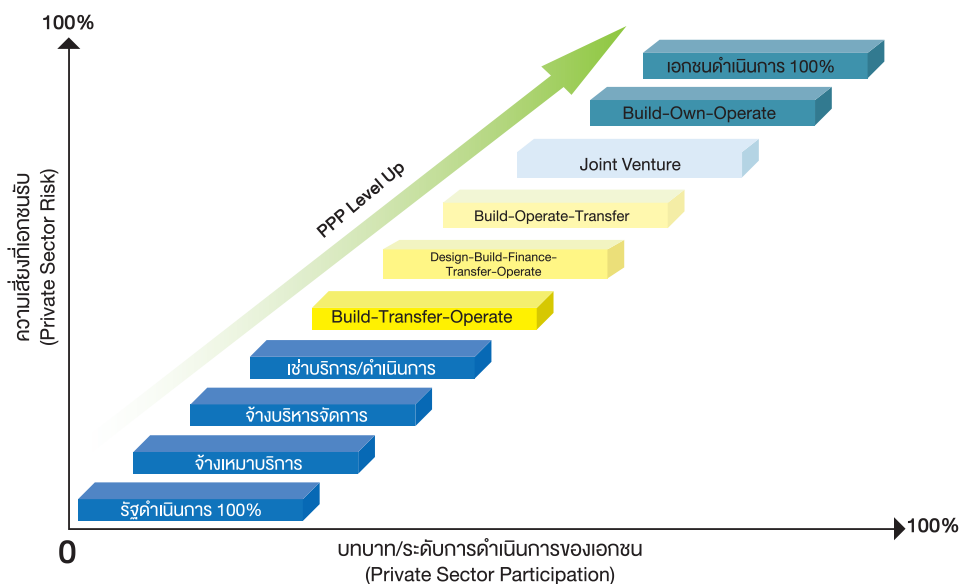 100%
เอกชนดำเนินการ 100%
Build-Own-Operate
Joint Venture
PPP Level Up
Build-Operate-Transfer
Design-Build-Finance-
Transfer-Operate
Build-Transfer-Operate
เช่าบริการ/ดำเนินการ
จ้างบริหารจัดการ
จ้างเหมาบริการ
รัฐดำเนินการ 100%
ความเสี่ยงที่เอกชนรับ
(Private Sector Risk)
0
100%
บทบาท/ระดับการดำเนินการของเอกชน
(Private Sector Participation)